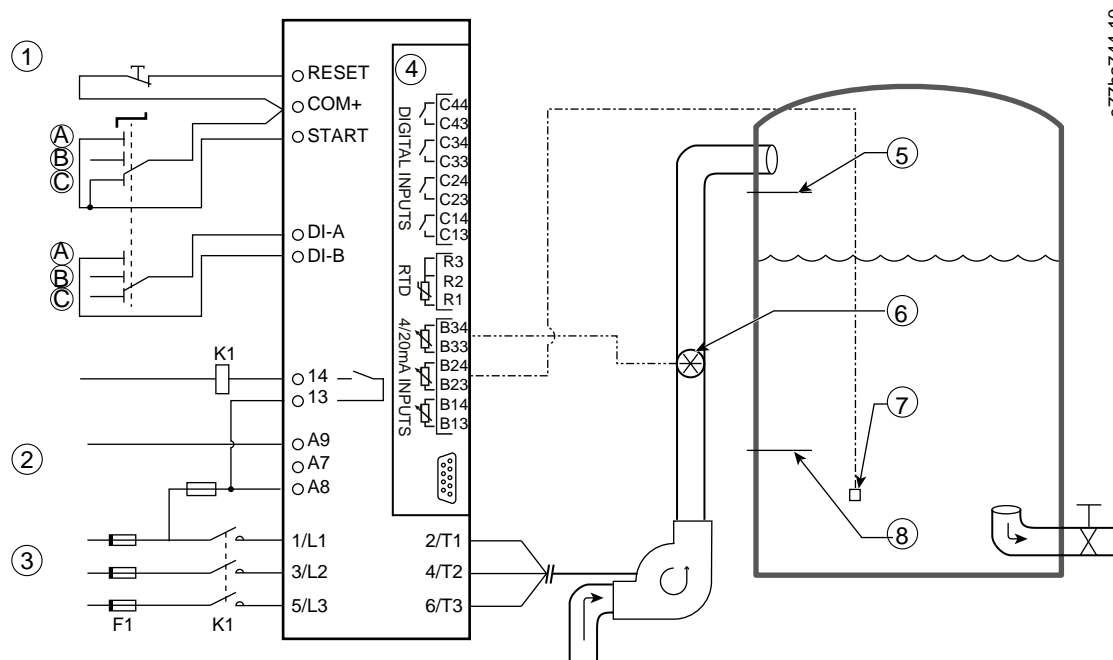 1
RESET
COM+
START
A
B
C
DI-A
DI-B
A
B
C
K1
14
13
2
A9
A7
A8
3
1/L1
3/L2
5/L3
F1
K1
2/T1
4/T2
6/T3
4
DIGITAL INPUTS
C44
C43
C34
C33
C24
C23
C14
C13
RTD
R3
R2
R1
4/20mA INPUTS
B34
B33
B24
B23
B14
B13
5
6
7
8